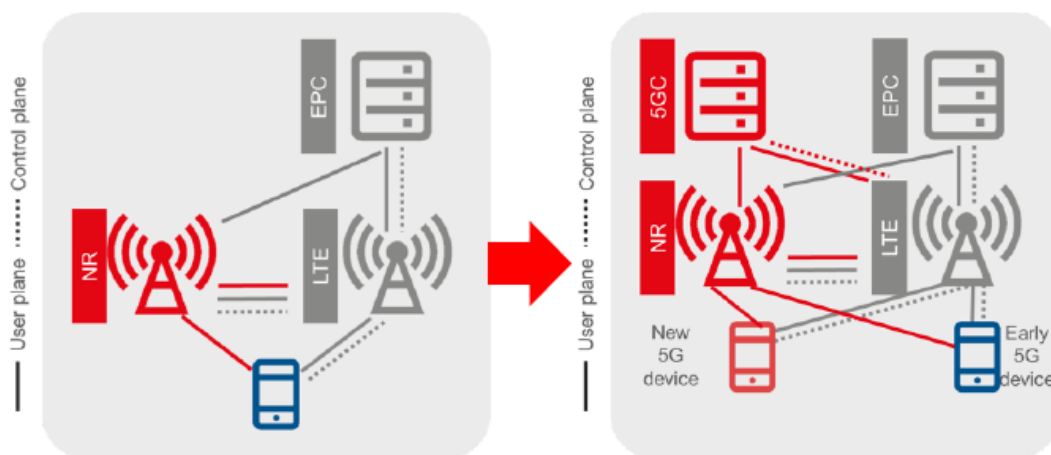 User plane Control plane
EPC
NR
LTE
User plane Control plane
5GC
EPC
NR
LTE
New
5G
device
Early
5G
device